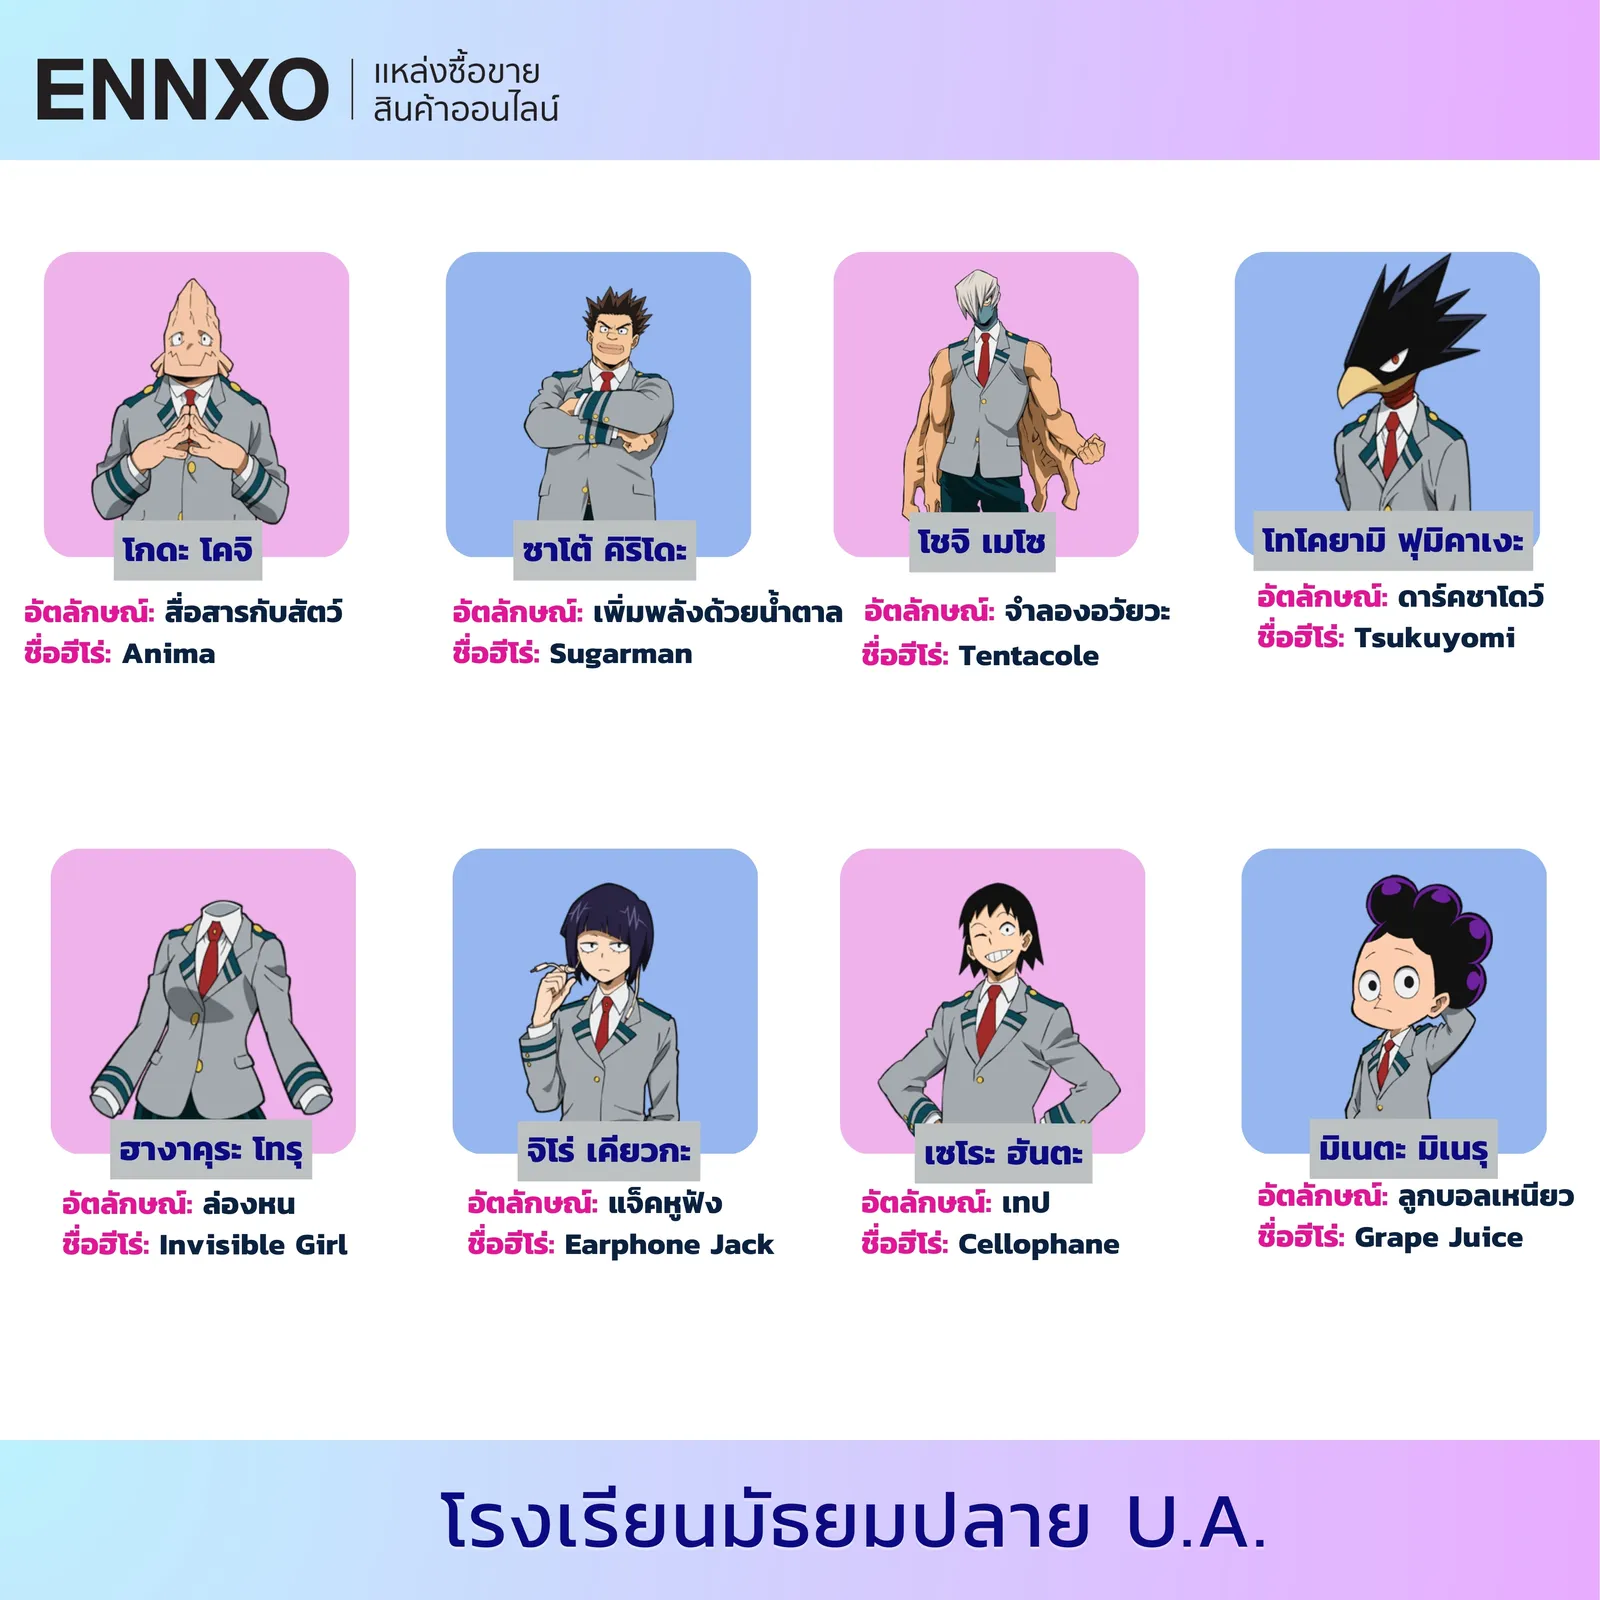 ENNXO
แหล่งซื้อขาย
สินค้าออนไลน์
โกดะ โคจิ
อัตลักษณ์: สื่อสารกับสัตว์
ชื่อฮีโร่: Anima
ซาโต้ คิริโดะ
อัตลักษณ์: เพิ่มพลังด้วยน้ำตาล
ชื่อฮีโร่: Sugarman
โชจิ เมโซ
อัตลักษณ์: จำลองอวัยวะ
ชื่อฮีโร่: Tentacole
โทโคยามิ ฟุมิคาเงะ
อัตลักษณ์: ดาร์คชาโดว์
ชื่อฮีโร่: Tsukuyomi
ฮางาคุระ โทรุ
อัตลักษณ์: ล่องหน
ชื่อฮีโร่: Invisible Girl
จิโร่ เคียวกะ
อัตลักษณ์: แจ็คหูฟัง
ชื่อฮีโร่: Earphone Jack
เซโระ ฮันตะ
อัตลักษณ์: เทป
ชื่อฮีโร่: Cellophane
มิเนตะ มิเนรุ
อัตลักษณ์: ลูกบอลเหนียว
ชื่อฮีโร่: Grape Juice
โรงเรียนมัธยมปลาย U.A.